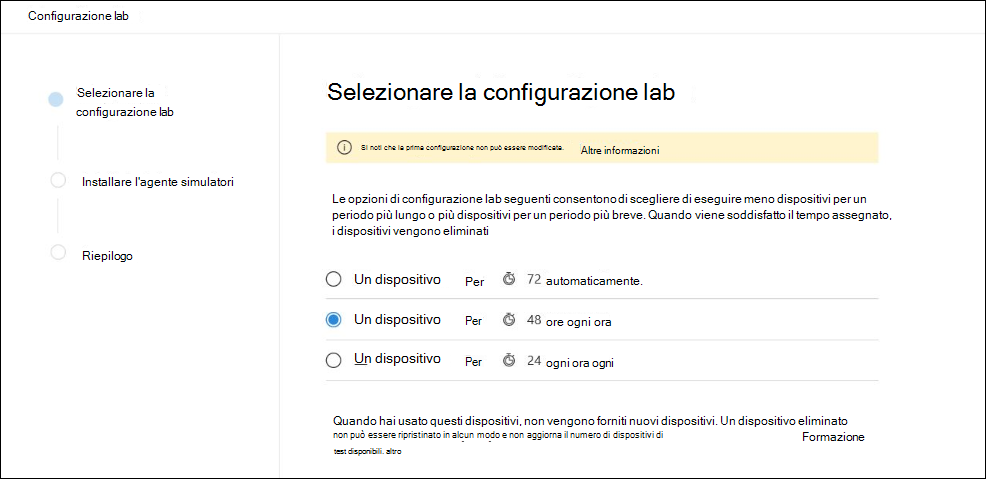 Configurazione lab
Selezionare la
configurazione lab
Installare l'agente simulatori
Riepilogo
Selezionare la configurazione lab
Si noti che la prima configurazione non può essere modificata. Altre informazioni
Le opzioni di configurazione lab seguenti consentono di scegliere di eseguire meno dispositivi per un
periodo più lungo o più dispositivi per un periodo più breve. Quando viene soddisfatto il tempo assegnato,
i dispositivi vengono eliminati
Un dispositivo Per 72 automaticamente.
Un dispositivo Per 48 ore ogni ora
Un dispositivo Per 24 ogni ora ogni
Quando hai usato questi dispositivi, non vengono forniti nuovi dispositivi. Un dispositivo eliminato
non può essere ripristinato in alcun modo e non aggiorna il numero di dispositivi di
test disponibili. altro
Formazione